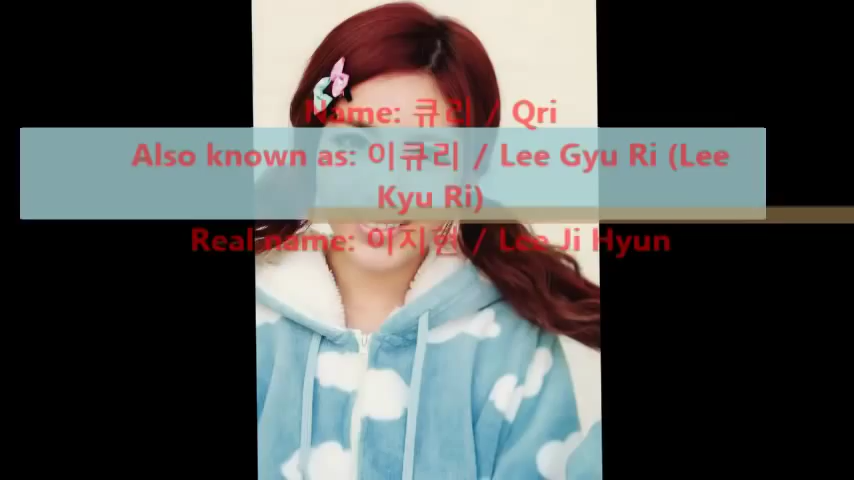 Name: 큐리 / Qri
Also known as: 이큐리 / Lee Gyu Ri (Lee
Kyu Ri)
Real name: 이지현 / Lee Ji Hyun